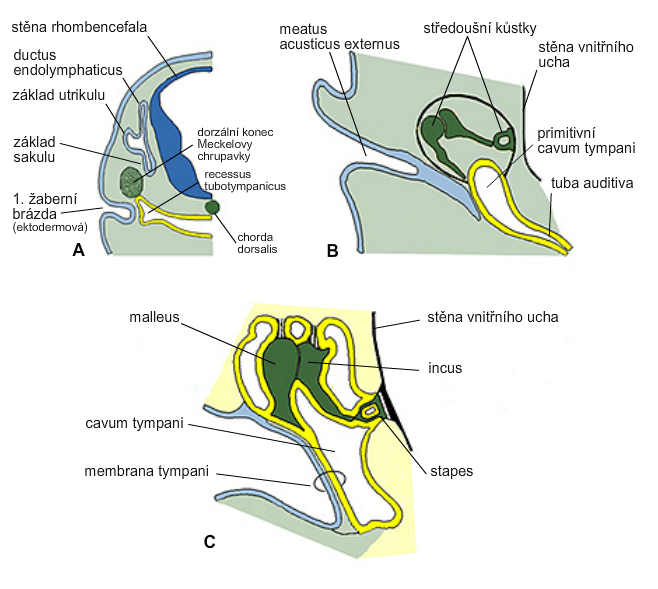 stěna rhombencefala
ductus
endolymphaticus
základ utrikulu
základ
sakulu
dorzální konec
Meckelovy
chrupavky
recessus
tubotympanicus
1. žaberní
brázda
(ektodermová)
chorda
dorsalis
A
meatus
acusticus externus
středoušní kůstky
stěna vnitřního
ucha
primitivní
cavum tympani
tuba auditiva
B
malleus
stěna vnitřního ucha
incus
cavum tympani
membrana tympani
stapes
C